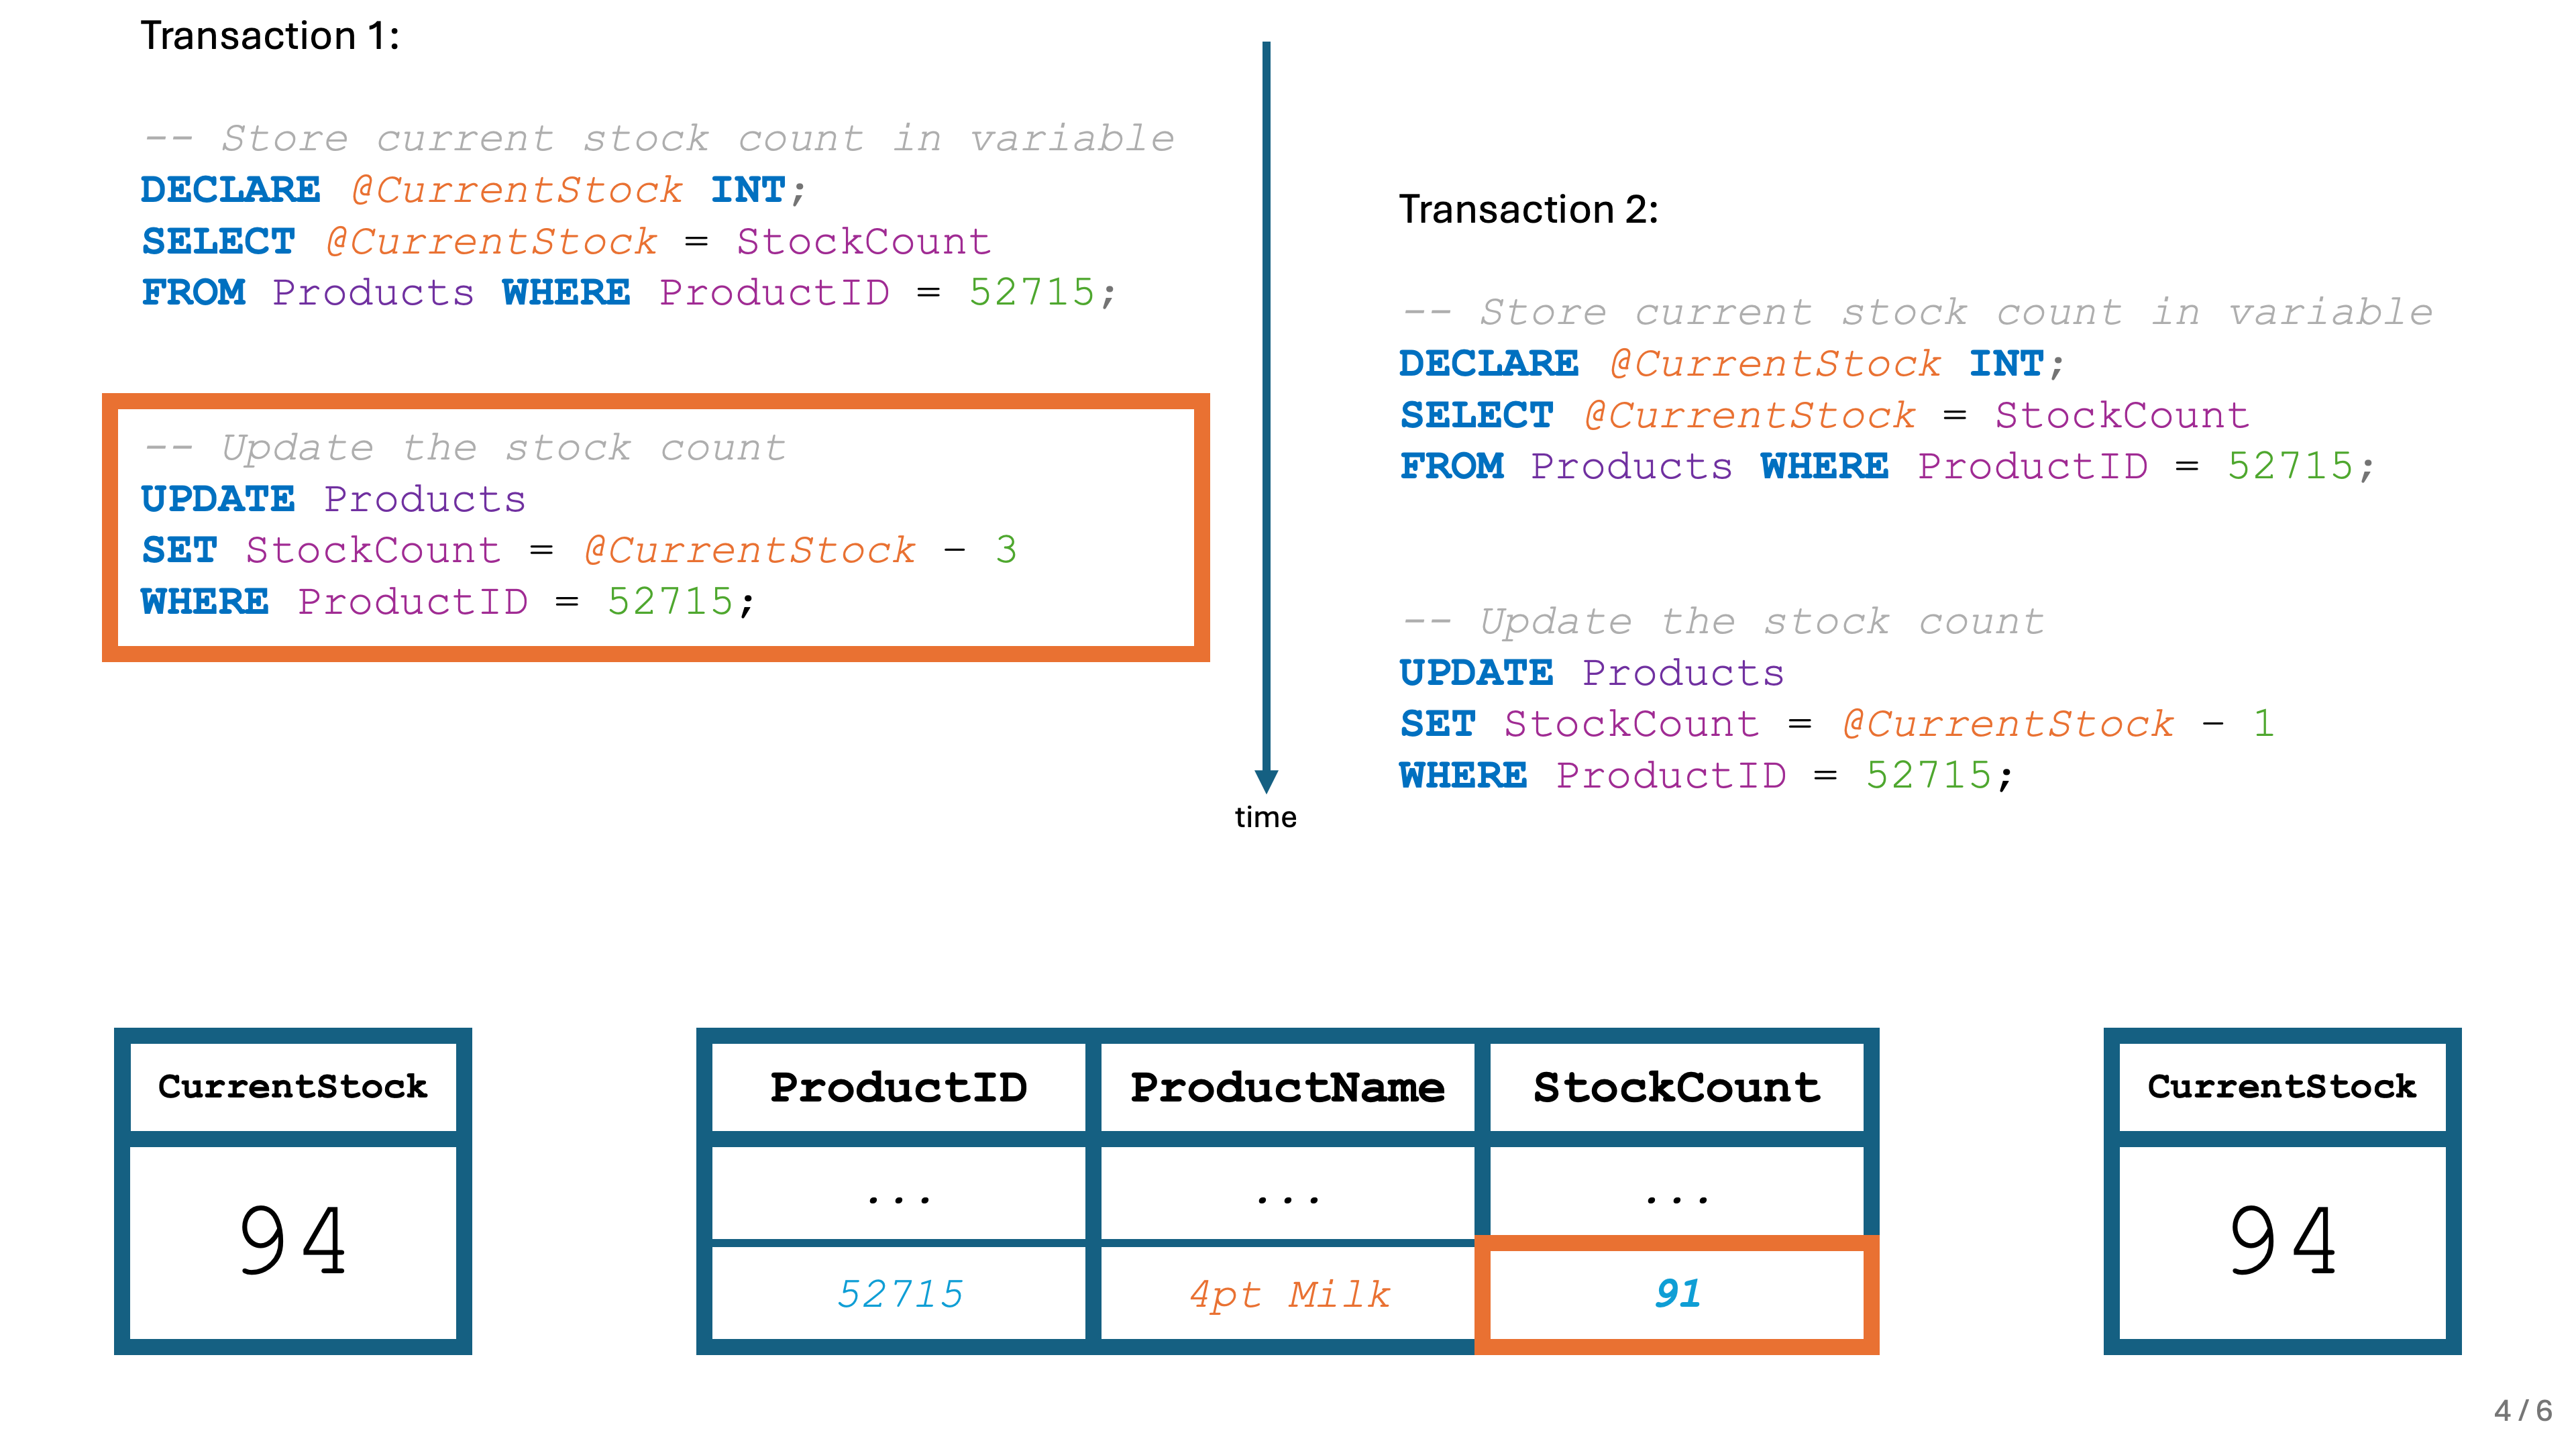 Transaction 1:
-- Store current stock count in variable
DECLARE @CurrentStock INT;
SELECT @CurrentStock = StockCount
FROM Products WHERE ProductID = 52715;
-- Update the stock count
UPDATE Products
SET StockCount = @CurrentStock – 3
WHERE ProductID = 52715;
time
Transaction 2:
-- Store current stock count in variable
DECLARE @CurrentStock INT;
SELECT @CurrentStock = StockCount
FROM Products WHERE ProductID = 52715;
-- Update the stock count
UPDATE Products
SET StockCount = @CurrentStock – 1
WHERE ProductID = 52715;
CurrentStock
94
ProductID ProductName StockCount
... ... ...
52715 4pt Milk 91
CurrentStock
94
4 / 6